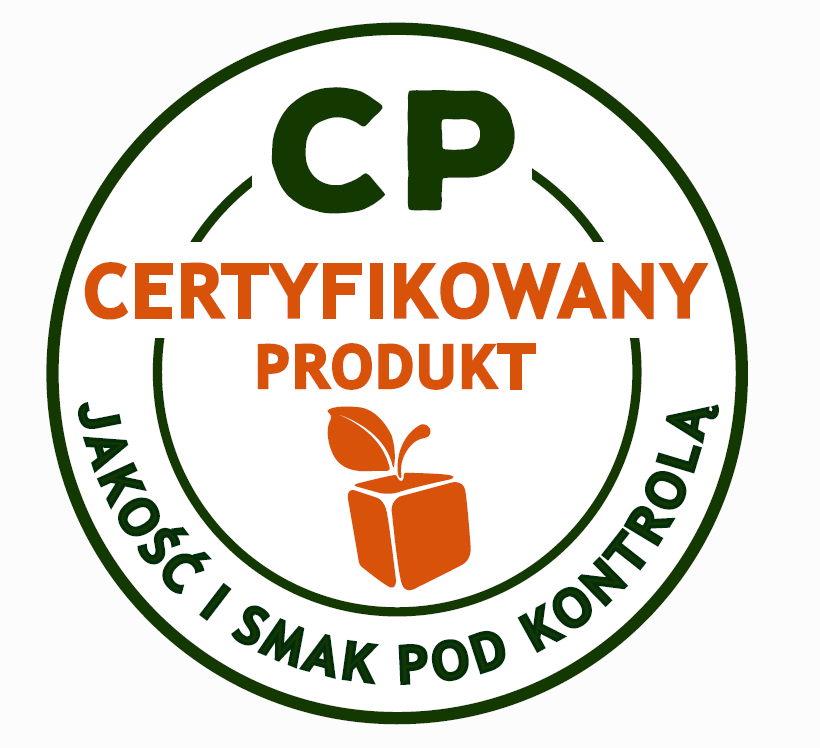 CP
CERTYFIKOWANY
PRODUKT
JAKOŚĆ I SMAK POD KONTROLĄ